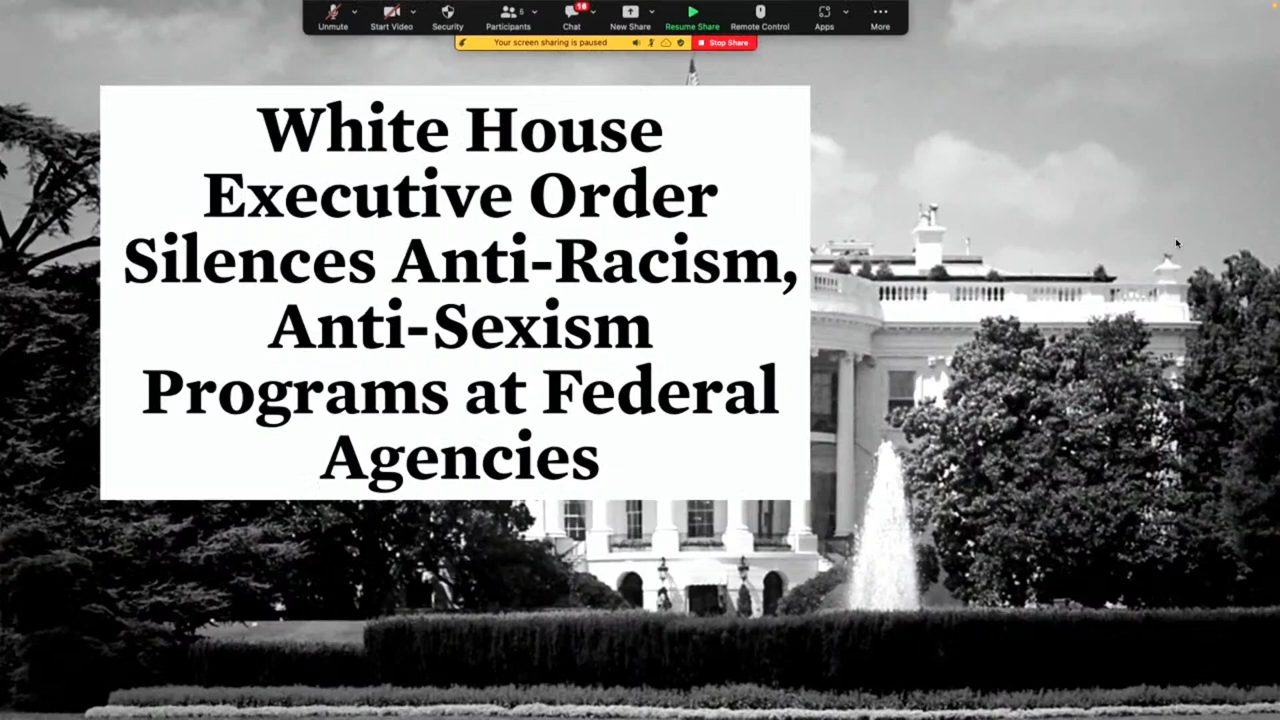 Unmute
Start Video
Security
Participants
5
Chat
16
New Share
Resume Share
Remote Control
Apps
More
Your screen sharing is paused
Stop Share
White House
Executive Order
Silences Anti-Racism,
Anti-Sexism
Programs at Federal
Agencies